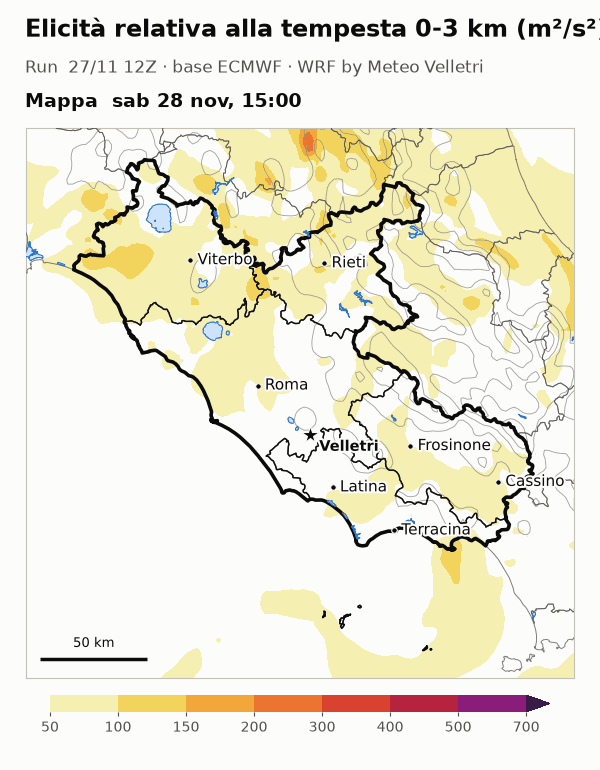 Elicità relativa alla tempesta 0-3 km (m²/s²)
Run 27/11 12Z · base ECMWF · WRF by Meteo Velletri
Mappa sab 28 nov, 15:00
Viterbo
Rieti
Roma
Velletri
Frosinone
Latina
Cassino
Terracina
50 km
50 100 150 200 300 400 500 700